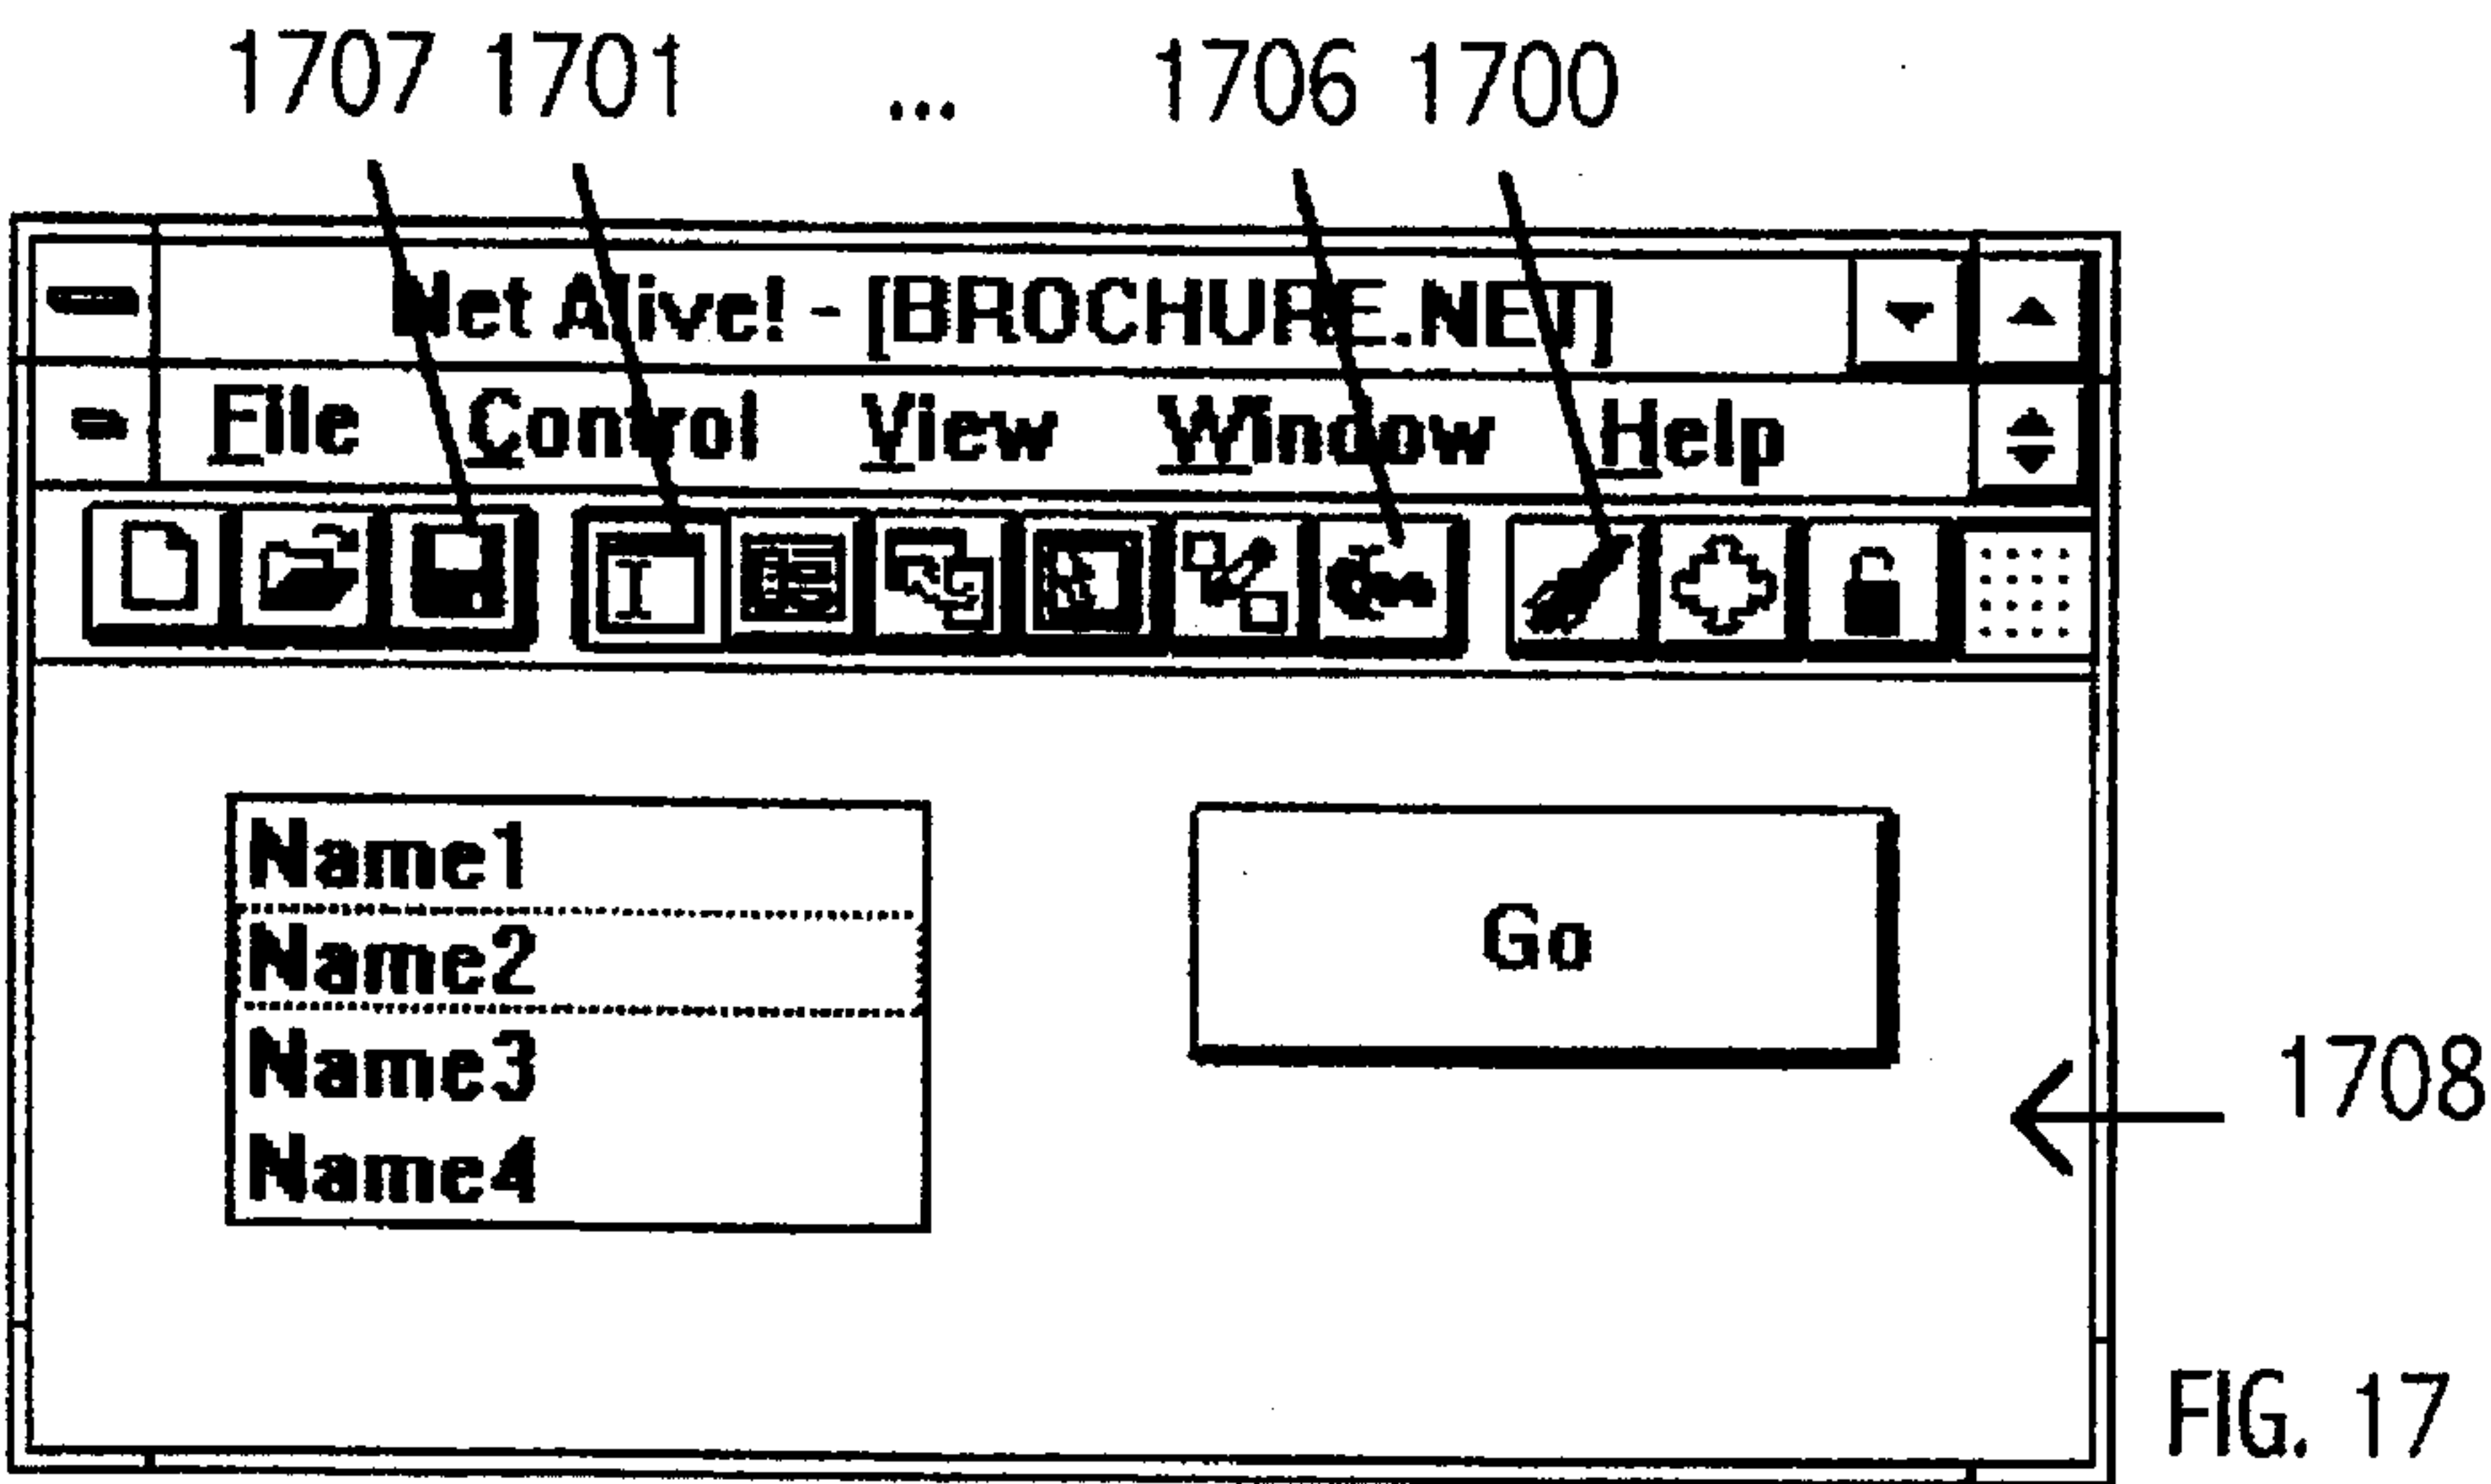 1707 1701 ... 1706 1700
Net Alive! - [BROCHURE.NET]
File Control View Window Help
Name1
Name2
Name3
Name4
Go
1708
FIG. 17